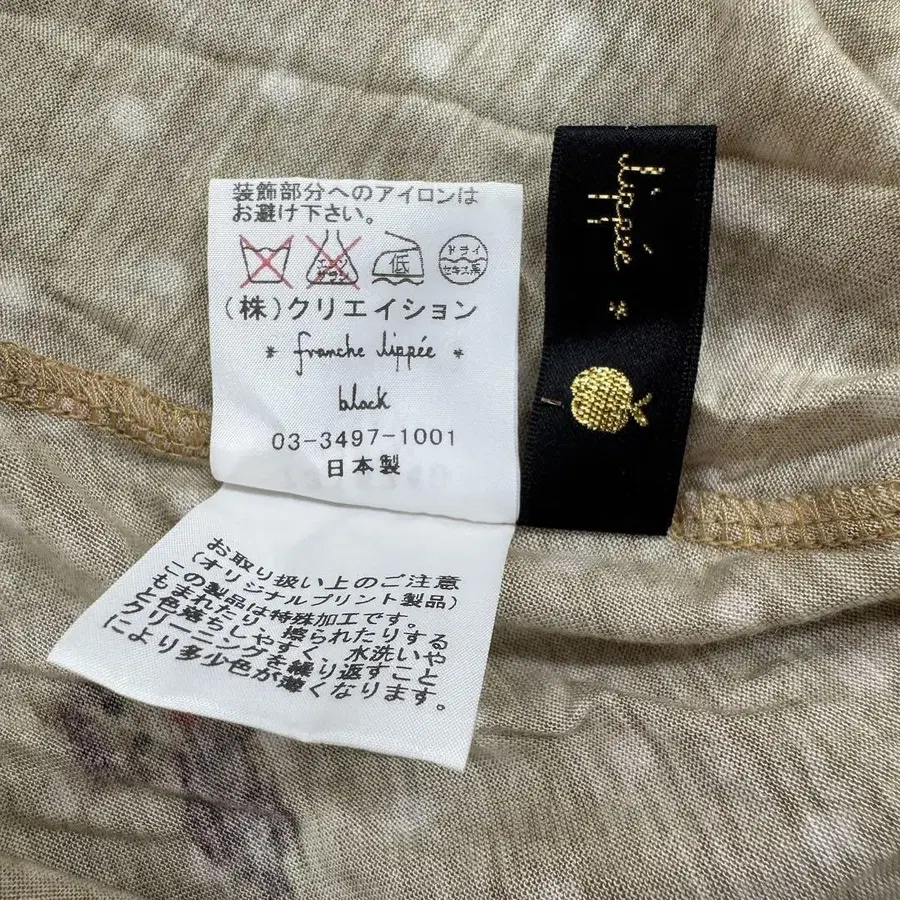 装飾部分へのアイロンは
お避け下さい。
エンソ
サラシ
低
ドライ
セキユ系
(株)クリエイション
* franche lippée *
black
03-3497-1001
日本製
lippée *
お取り扱い上のご注意
(オリジナルプリント製品)
この製品は特殊加工です。
もまれたり、擦られたりする
と色落ちしやすく、水洗いや
クリーニングを繰り返すこと
により多少色が薄くなります。